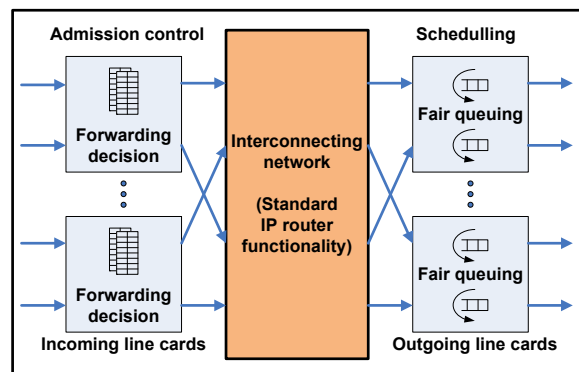 Admission control
Schedulling
Forwarding
decision
Interconnecting
network
(Standard
IP router
functionality)
Fair queuing
Forwarding
decision
Fair queuing
Incoming line cards
Outgoing line cards